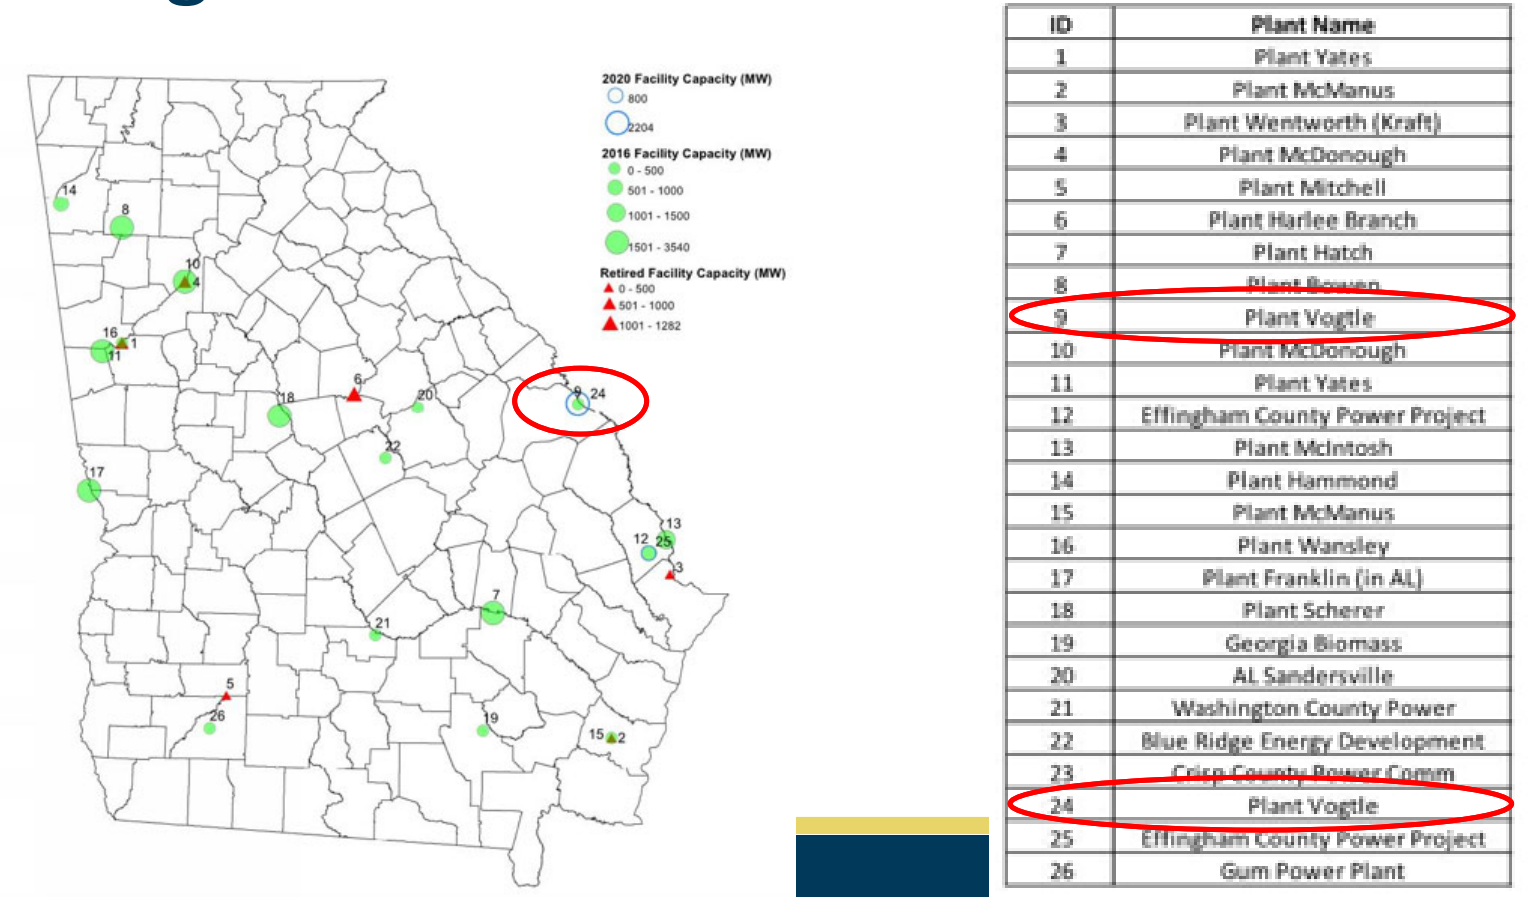 2020 Facility Capacity (MW)
800
2204
2016 Facility Capacity (MW)
0 - 500
501 - 1000
1001 - 1500
1501 - 3540
Retired Facility Capacity (MW)
0 - 500
501 - 1000
1001 - 1282
14
8
10
4
16
1
11
6
18
20
9 24
22
17
13
12 25
3
7
21
5
26
19
15 2
ID Plant Name
1 Plant Yates
2 Plant McManus
3 Plant Wentworth (Kraft)
4 Plant McDonough
5 Plant Mitchell
6 Plant Harlee Branch
7 Plant Hatch
8 Plant Bowen
9 Plant Vogtle
10 Plant McDonough
11 Plant Yates
12 Effingham County Power Project
13 Plant McIntosh
14 Plant Hammond
15 Plant McManus
16 Plant Wansley
17 Plant Franklin (in AL)
18 Plant Scherer
19 Georgia Biomass
20 AL Sandersville
21 Washington County Power
22 Blue Ridge Energy Development
23 Crisp County Power Comm
24 Plant Vogtle
25 Effingham County Power Project
26 Gum Power Plant